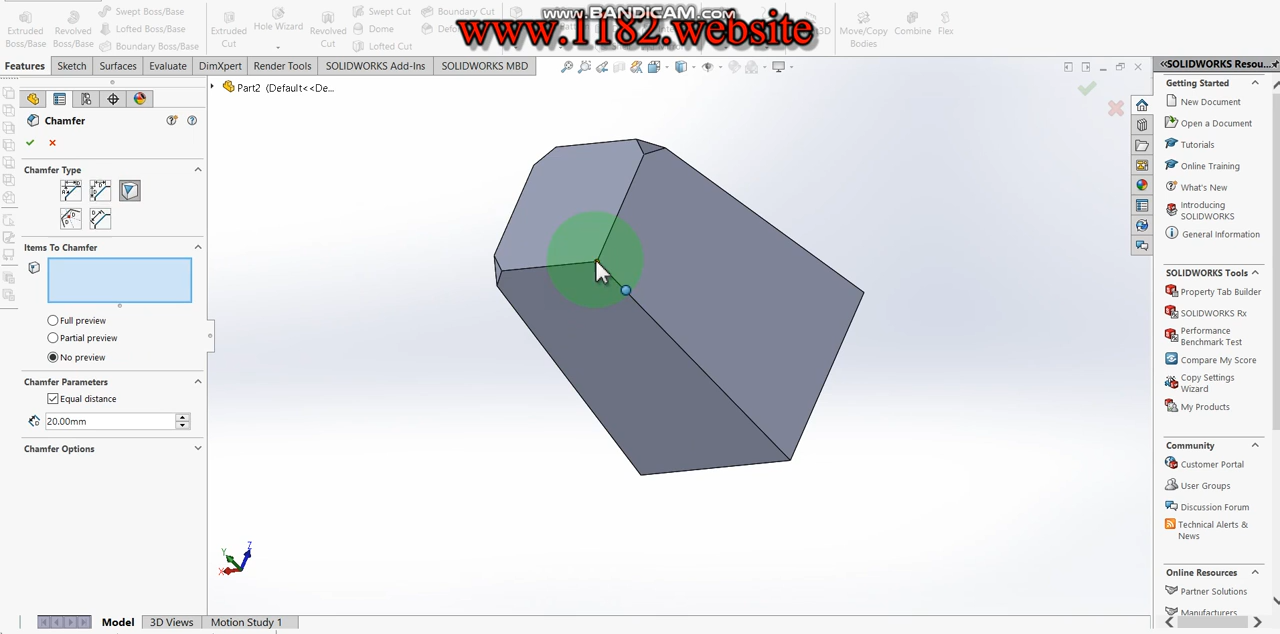 www.BANDICAM.com
www.1182.website
Extruded Boss/Base
Revolved Boss/Base
Swept Boss/Base
Lofted Boss/Base
Boundary Boss/Base
Extruded Cut
Hole Wizard
Revolved Cut
Swept Cut
Dome
Lofted Cut
Boundary Cut
Move/Copy Bodies
Combine
Flex
Features
Sketch
Surfaces
Evaluate
DimXpert
Render Tools
SOLIDWORKS Add-Ins
SOLIDWORKS MBD
Part2 (Default<<De...
Chamfer
Chamfer Type
Items To Chamfer
Full preview
Partial preview
No preview
Chamfer Parameters
Equal distance
20.00mm
Chamfer Options
X
Y
Z
Model
3D Views
Motion Study 1
SOLIDWORKS Resou...
Getting Started
New Document
Open a Document
Tutorials
Online Training
What's New
Introducing
SOLIDWORKS
General Information
SOLIDWORKS Tools
Property Tab Builder
SOLIDWORKS Rx
Performance
Benchmark Test
Compare My Score
Copy Settings
Wizard
My Products
Community
Customer Portal
User Groups
Discussion Forum
Technical Alerts &
News
Online Resources
Partner Solutions
Manufacturers